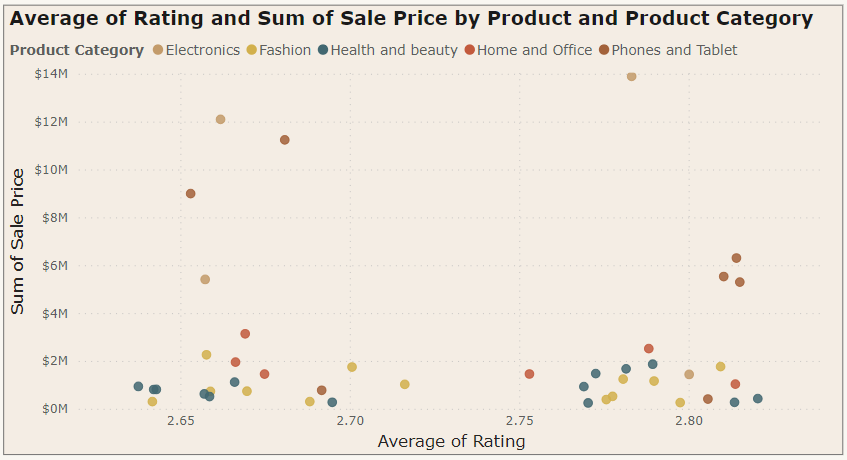 Average of Rating and Sum of Sale Price by Product and Product Category
Product Category Electronics Fashion Health and beauty Home and Office Phones and Tablet
$14M
$12M
$10M
$8M
$6M
$4M
$2M
$0M
Sum of Sale Price
2.65 2.70 2.75 2.80
Average of Rating